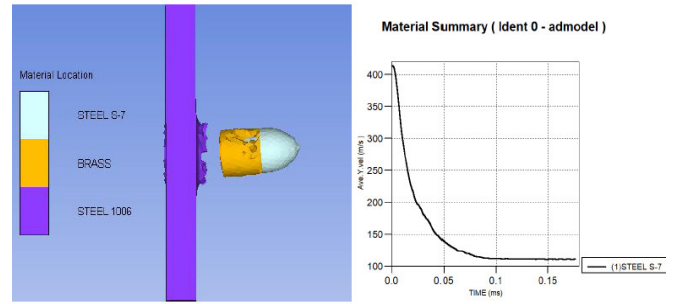 Material Location
STEEL S-7
BRASS
STEEL 1006
Material Summary ( Ident 0 - admodel )
Ave.Y.vel (m/s )
400
350
300
250
200
150
100
0.0 0.05 0.1 0.15
TIME (ms)
(1)STEEL S-7